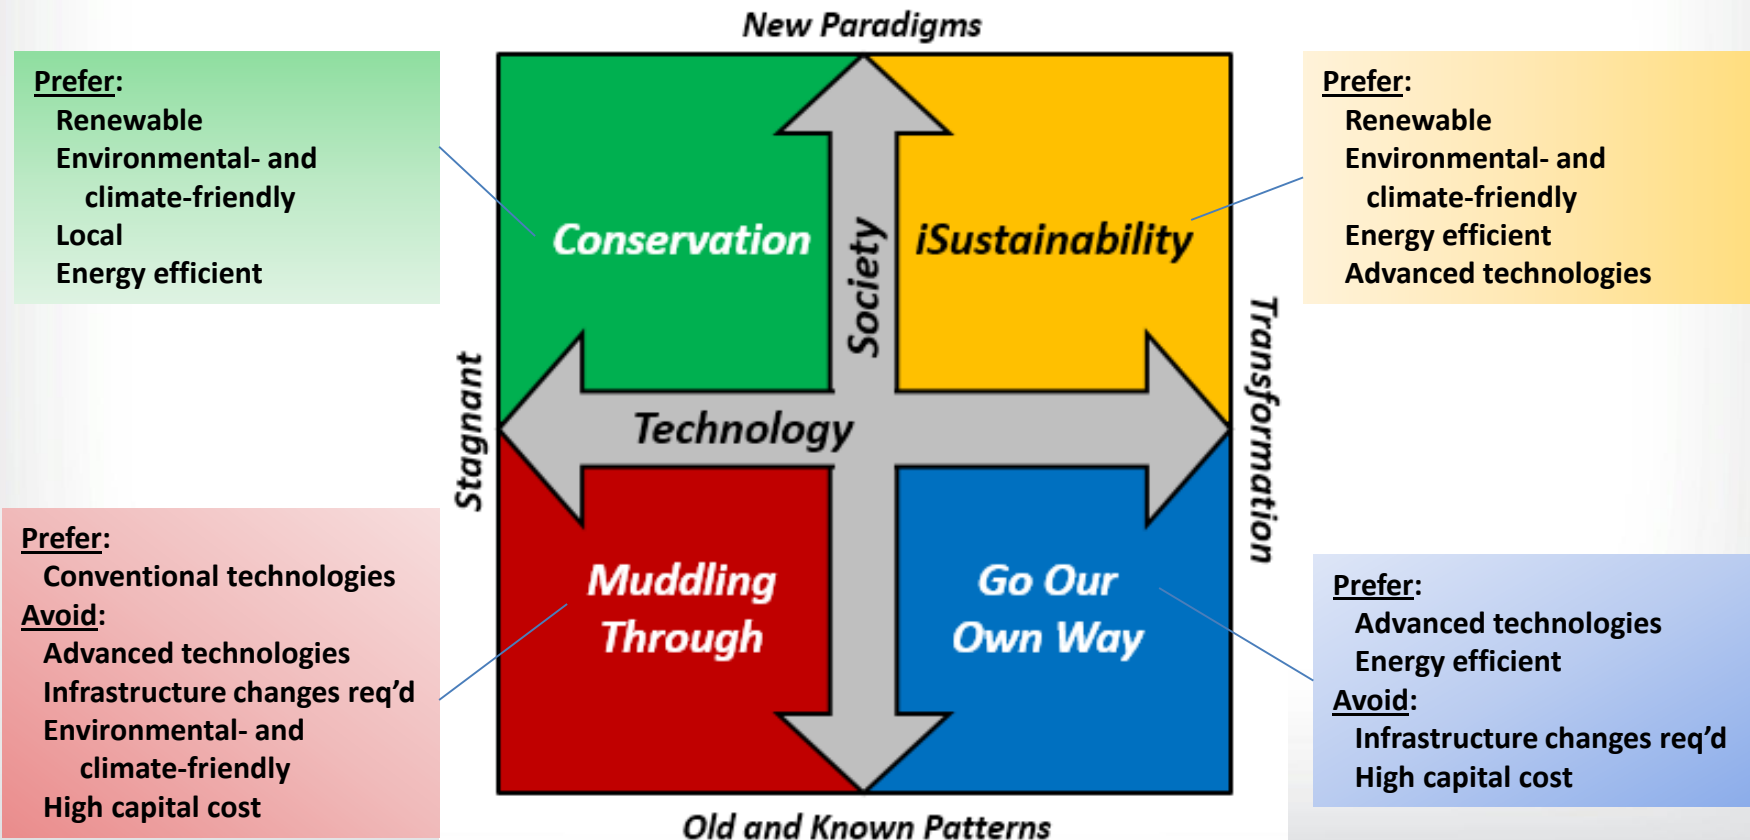 New Paradigms
Prefer:
Renewable
Environmental- and
climate-friendly
Local
Energy efficient
Prefer:
Renewable
Environmental- and
climate-friendly
Energy efficient
Advanced technologies
Conservation
iSustainability
Society
Technology
Stagnant
Transformation
Prefer:
Conventional technologies
Avoid:
Advanced technologies
Infrastructure changes req’d
Environmental- and
climate-friendly
High capital cost
Muddling
Through
Go Our
Own Way
Prefer:
Advanced technologies
Energy efficient
Avoid:
Infrastructure changes req’d
High capital cost
Old and Known Patterns